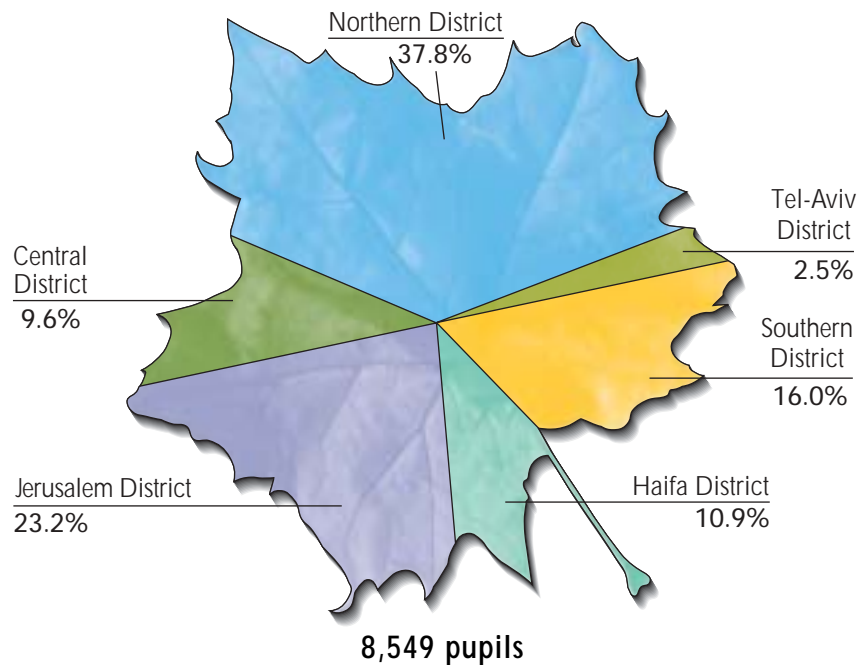 Northern District
37.8%
Tel-Aviv
District
2.5%
Central
District
9.6%
Southern
District
16.0%
Jerusalem District
23.2%
Haifa District
10.9%
8,549 pupils